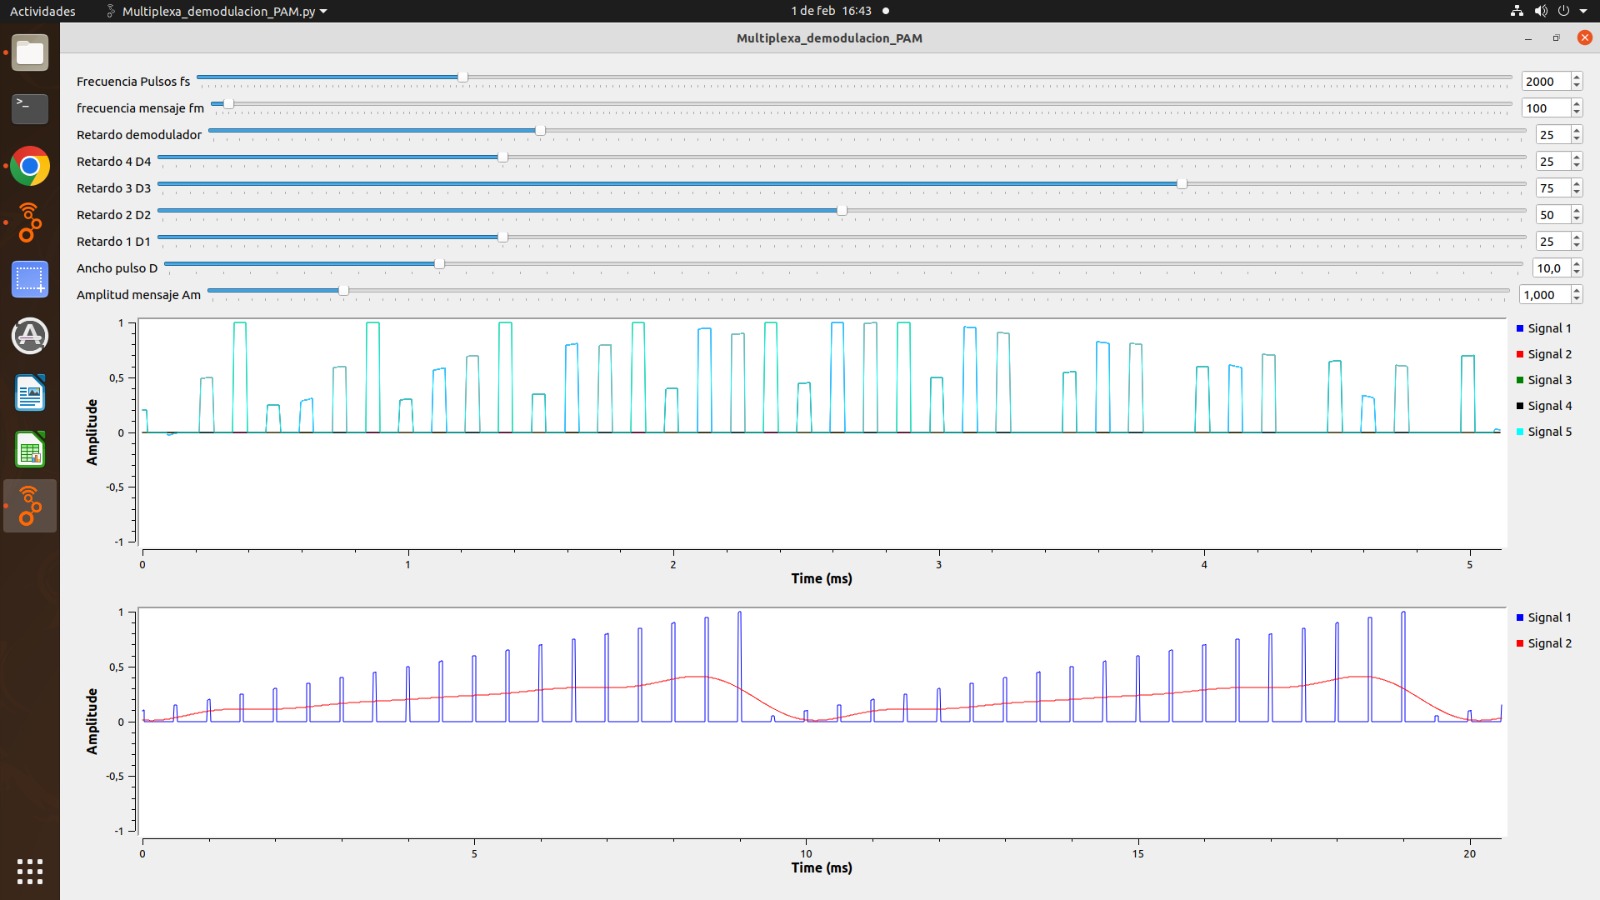 Actividades Multiplexa_demodulacion_PAM.py 1 de feb 16:43
Multiplexa_demodulacion_PAM
Frecuencia Pulsos fs 2000
frecuencia mensaje fm 100
Retardo demodulador 25
Retardo 4 D4 25
Retardo 3 D3 75
Retardo 2 D2 50
Retardo 1 D1 25
Ancho pulso D 10,0
Amplitud mensaje Am 1,000
Amplitude
1
0,5
0
-0,5
-1
0 1 2 3 4 5
Time (ms)
Signal 1
Signal 2
Signal 3
Signal 4
Signal 5
Amplitude
1
0,5
0
-0,5
-1
0 5 10 15 20
Time (ms)
Signal 1
Signal 2